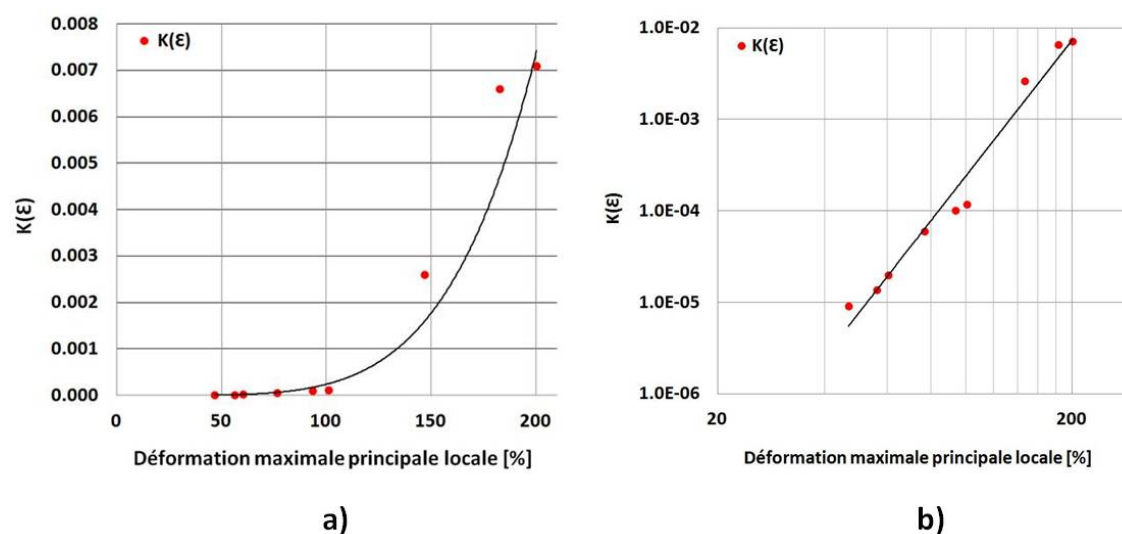 0.008
0.007
0.006
0.005
0.004
0.003
0.002
0.001
0.000
K(Ɛ)
K(Ɛ)
0 50 100 150 200
Déformation maximale principale locale [%]
a)
1.0E-02
1.0E-03
1.0E-04
1.0E-05
1.0E-06
K(Ɛ)
K(Ɛ)
20 200
Déformation maximale principale locale [%]
b)